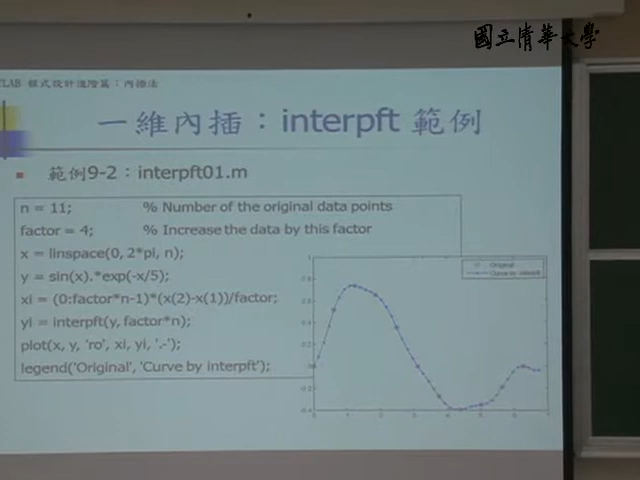 國立清華大學
LAB 程式設計進階篇：內插法
一維內插：interpft 範例
範例9-2：interpft01.m
n = 11; % Number of the original data points
factor = 4; % Increase the data by this factor
x = linspace(0, 2*pi, n);
y = sin(x).*exp(-x/5);
xi = (0:factor*n-1)*(x(2)-x(1))/factor;
yi = interpft(y, factor*n);
plot(x, y, 'ro', xi, yi, '.-');
legend('Original', 'Curve by interpft');
Original
Curve by interpft